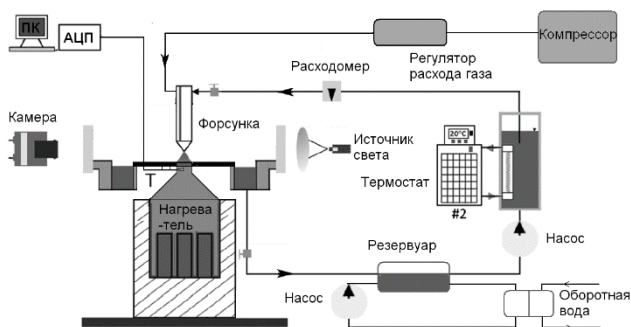 ПК
АЦП
Компрессор
Регулятор
расхода газа
Расходомер
Камера
Форсунка
Источник
света
20°C
Термостат
T
#2
Нагрева
-тель
Насос
Резервуар
Насос
Оборотная
вода